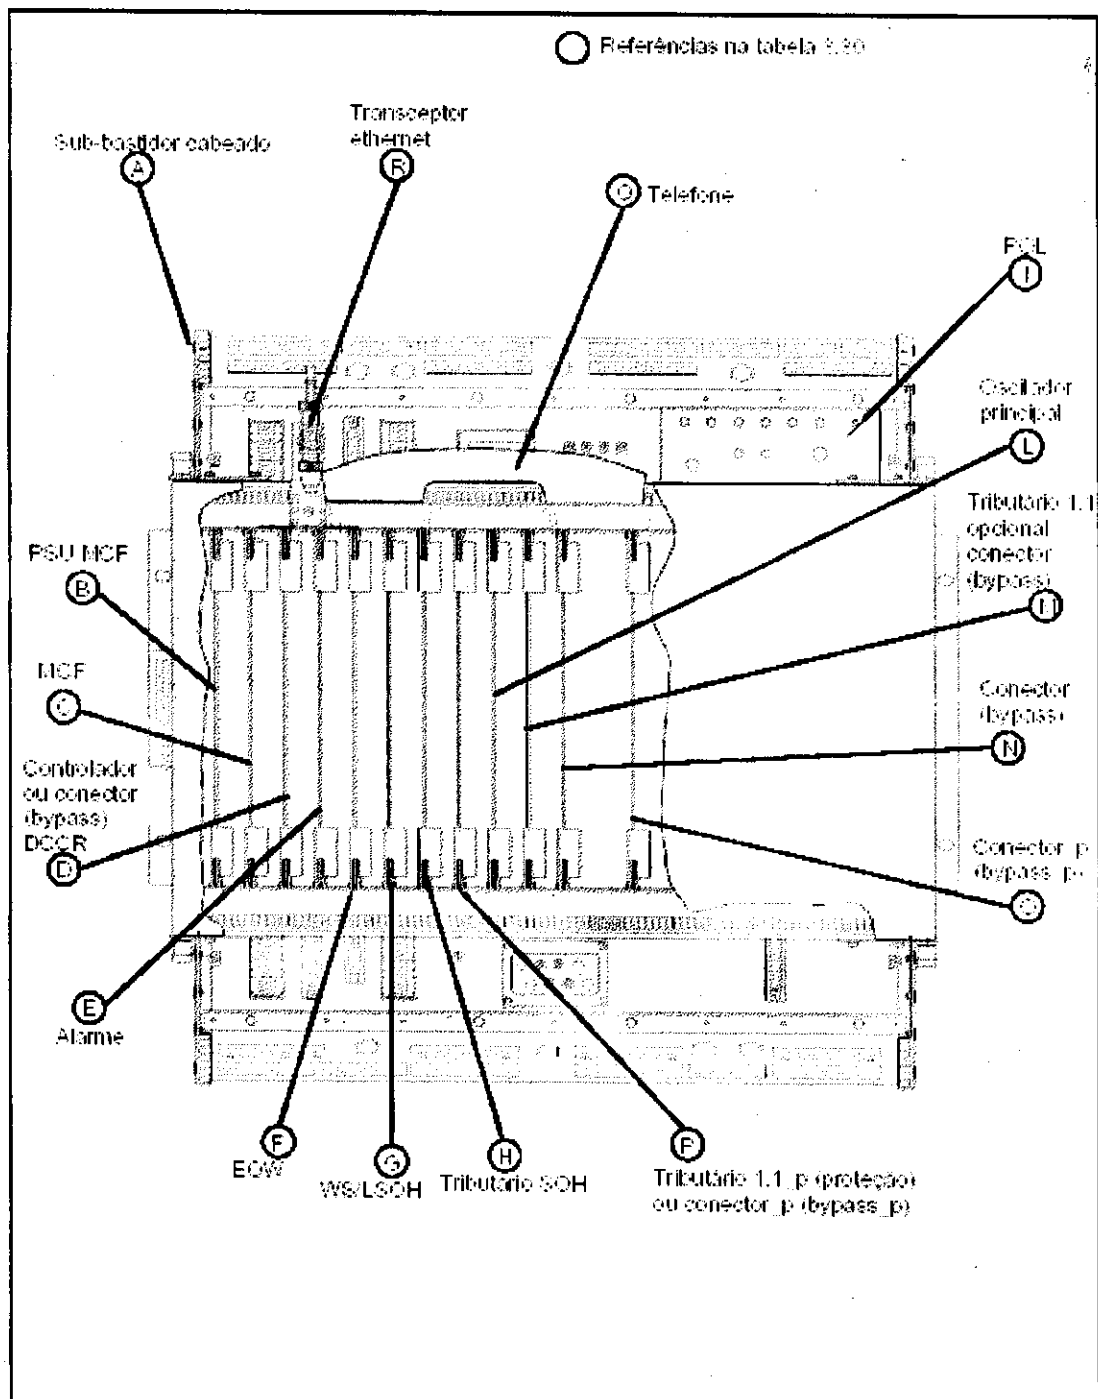 Referências na tabela
Transceptor
ethernet
Sub-bastidor cabeado
A
R
Q
Telefone
I
Oscilador
principal
L
Tributário 1.1
opcional
conector
(bypass)
PSU MCF
B
MCF
C
Conector
(bypass)
N
Controlador
ou conector
(bypass)
DCCR
D
Conector_p
(bypass_p)
E
Alarme
F
EOW
G
WS/LSOH
H
Tributário SOH
P
Tributário 1.1_p (proteção)
ou conector_p (bypass_p)